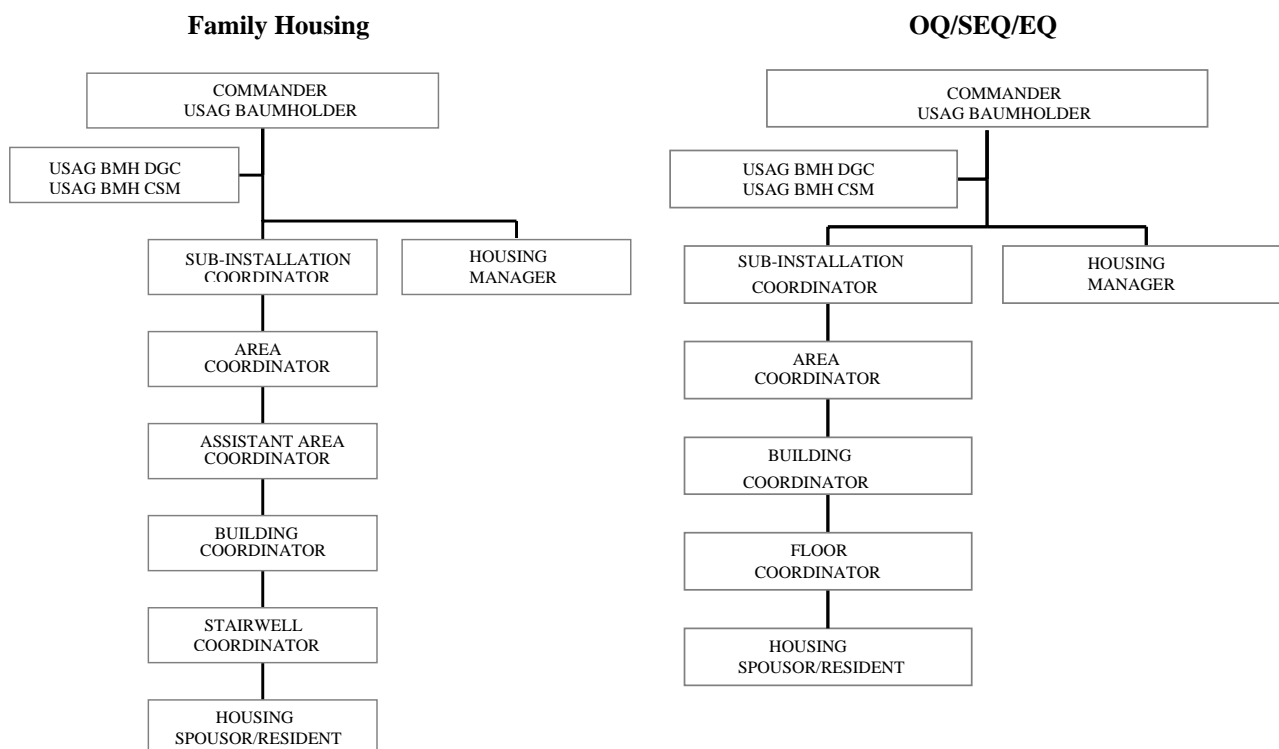 Family Housing
COMMANDER
USAG BAUMHOLDER
USAG BMH DGC
USAG BMH CSM
SUB-INSTALLATION
COORDINATOR
HOUSING
MANAGER
AREA
COORDINATOR
ASSISTANT AREA
COORDINATOR
BUILDING
COORDINATOR
STAIRWELL
COORDINATOR
HOUSING
SPOUSOR/RESIDENT
OQ/SEQ/EQ
COMMANDER
USAG BAUMHOLDER
USAG BMH DGC
USAG BMH CSM
SUB-INSTALLATION
COORDINATOR
HOUSING
MANAGER
AREA
COORDINATOR
BUILDING
COORDINATOR
FLOOR
COORDINATOR
HOUSING
SPOUSOR/RESIDENT